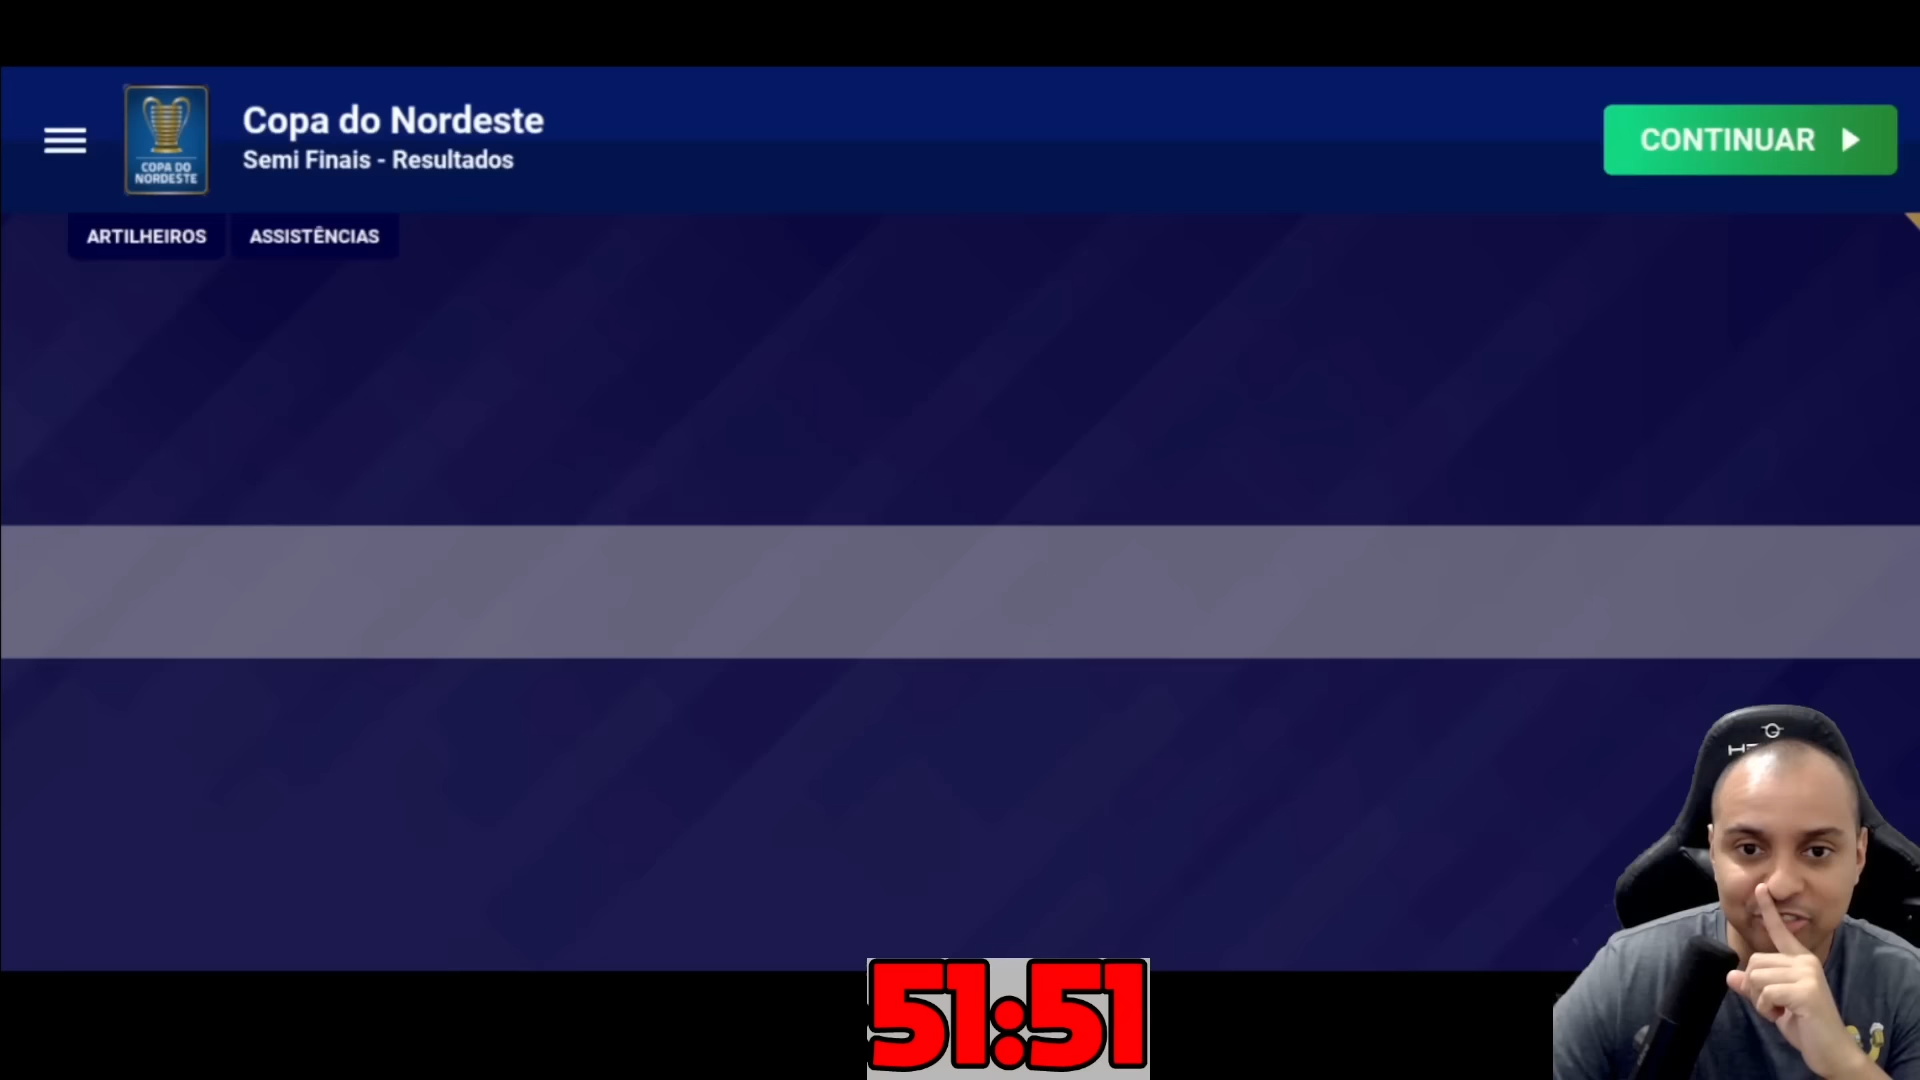 Copa do Nordeste
Semi Finais - Resultados
COPA DO
NORDESTE
CONTINUAR
ARTILHEIROS
ASSISTÊNCIAS
51:51